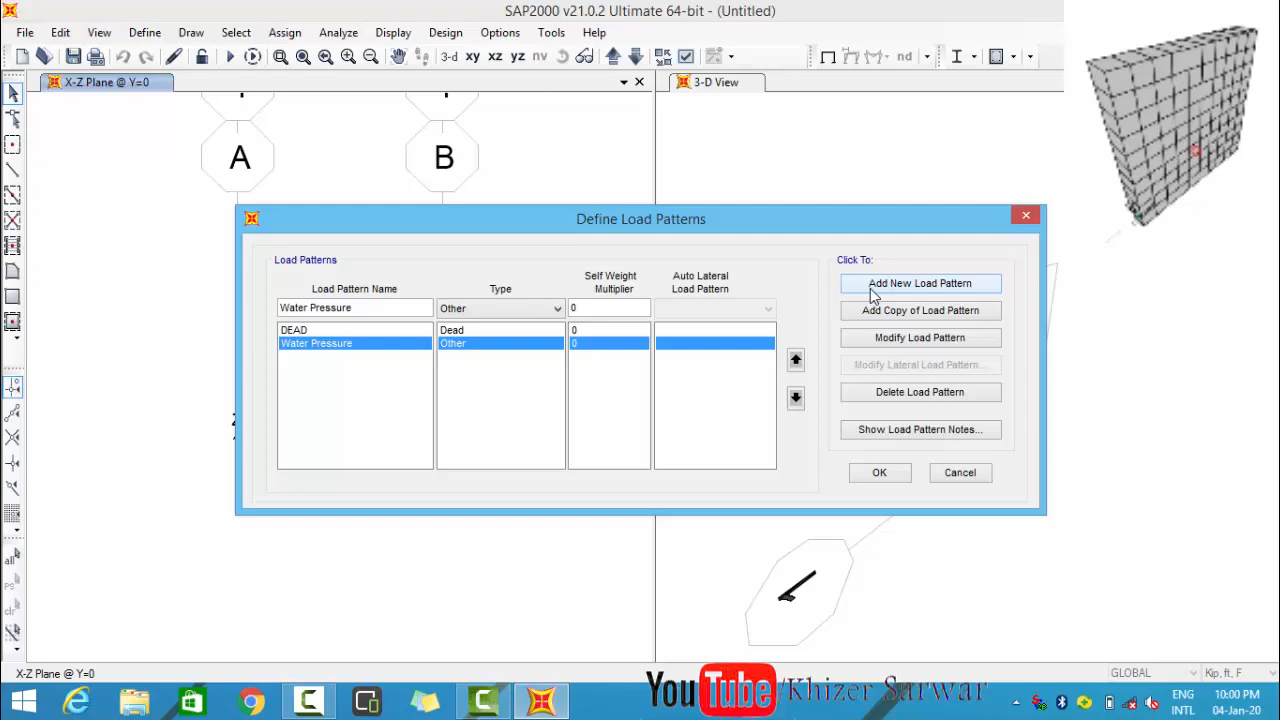 SAP2000 v21.0.2 Ultimate 64-bit - (Untitled)
File Edit View Define Draw Select Assign Analyze Display Design Options Tools Help
3-d xy xz yz nd
X-Z Plane @ Y=0
3-D View
A B
Define Load Patterns
Load Patterns
Click To:
Load Pattern Name Type Self Weight Multiplier Auto Lateral Load Pattern
Water Pressure Other 0
DEAD Dead 0
Water Pressure Other 0
Add New Load Pattern
Add Copy of Load Pattern
Modify Load Pattern
Modify Lateral Load Pattern...
Delete Load Pattern
Show Load Pattern Notes...
OK Cancel
all
PS
clr
X-Z Plane @ Y=0
GLOBAL Kip, ft, F
YouTube/Khizer Sarwar
ENG
INTL
10:00 PM
04-Jan-20